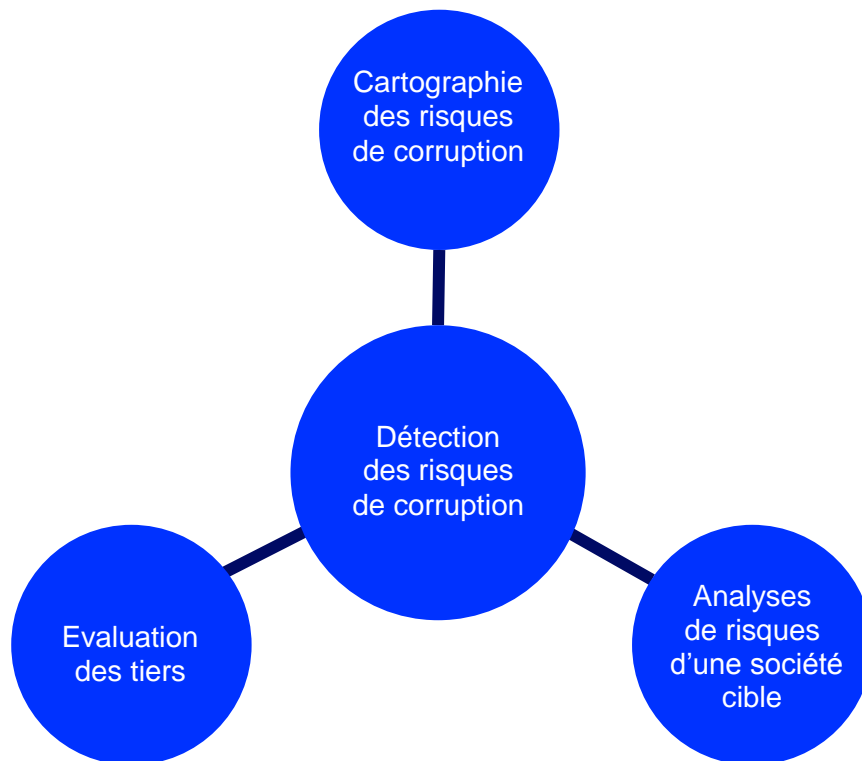 Cartographie
des risques
de corruption
Détection
des risques
de corruption
Evaluation
des tiers
Analyses
de risques
d’une société
cible